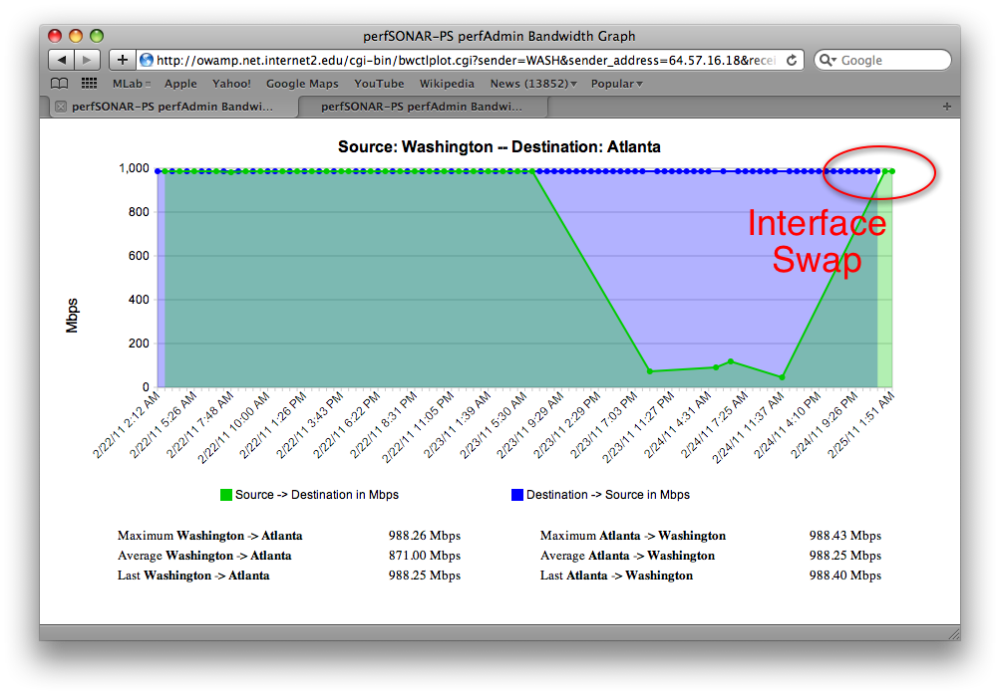 perfSONAR-PS perfAdmin Bandwidth Graph
http://owamp.net.internet2.edu/cgi-bin/bwctlplot.cgi?sender=WASH&sender_address=64.57.16.18&recei
Google
MLab Apple Yahoo! Google Maps YouTube Wikipedia News (13852) Popular
perfSONAR-PS perfAdmin Bandwi... perfSONAR-PS perfAdmin Bandwi...
Source: Washington -- Destination: Atlanta
1,000
800
600
400
200
0
Mbps
Interface
Swap
2/22/11 2:12 AM
2/22/11 5:26 AM
2/22/11 7:48 AM
2/22/11 10:00 AM
2/22/11 1:26 PM
2/22/11 3:43 PM
2/22/11 6:22 PM
2/22/11 8:31 PM
2/22/11 11:05 PM
2/23/11 1:39 AM
2/23/11 5:30 AM
2/23/11 9:29 AM
2/23/11 2:29 PM
2/23/11 7:03 PM
2/23/11 11:27 PM
2/24/11 4:31 AM
2/24/11 7:25 AM
2/24/11 11:37 AM
2/24/11 4:10 PM
2/24/11 9:26 PM
2/25/11 1:51 AM
Source -> Destination in Mbps Destination -> Source in Mbps
Maximum Washington -> Atlanta 988.26 Mbps Maximum Atlanta -> Washington 988.43 Mbps
Average Washington -> Atlanta 871.00 Mbps Average Atlanta -> Washington 988.25 Mbps
Last Washington -> Atlanta 988.25 Mbps Last Atlanta -> Washington 988.40 Mbps